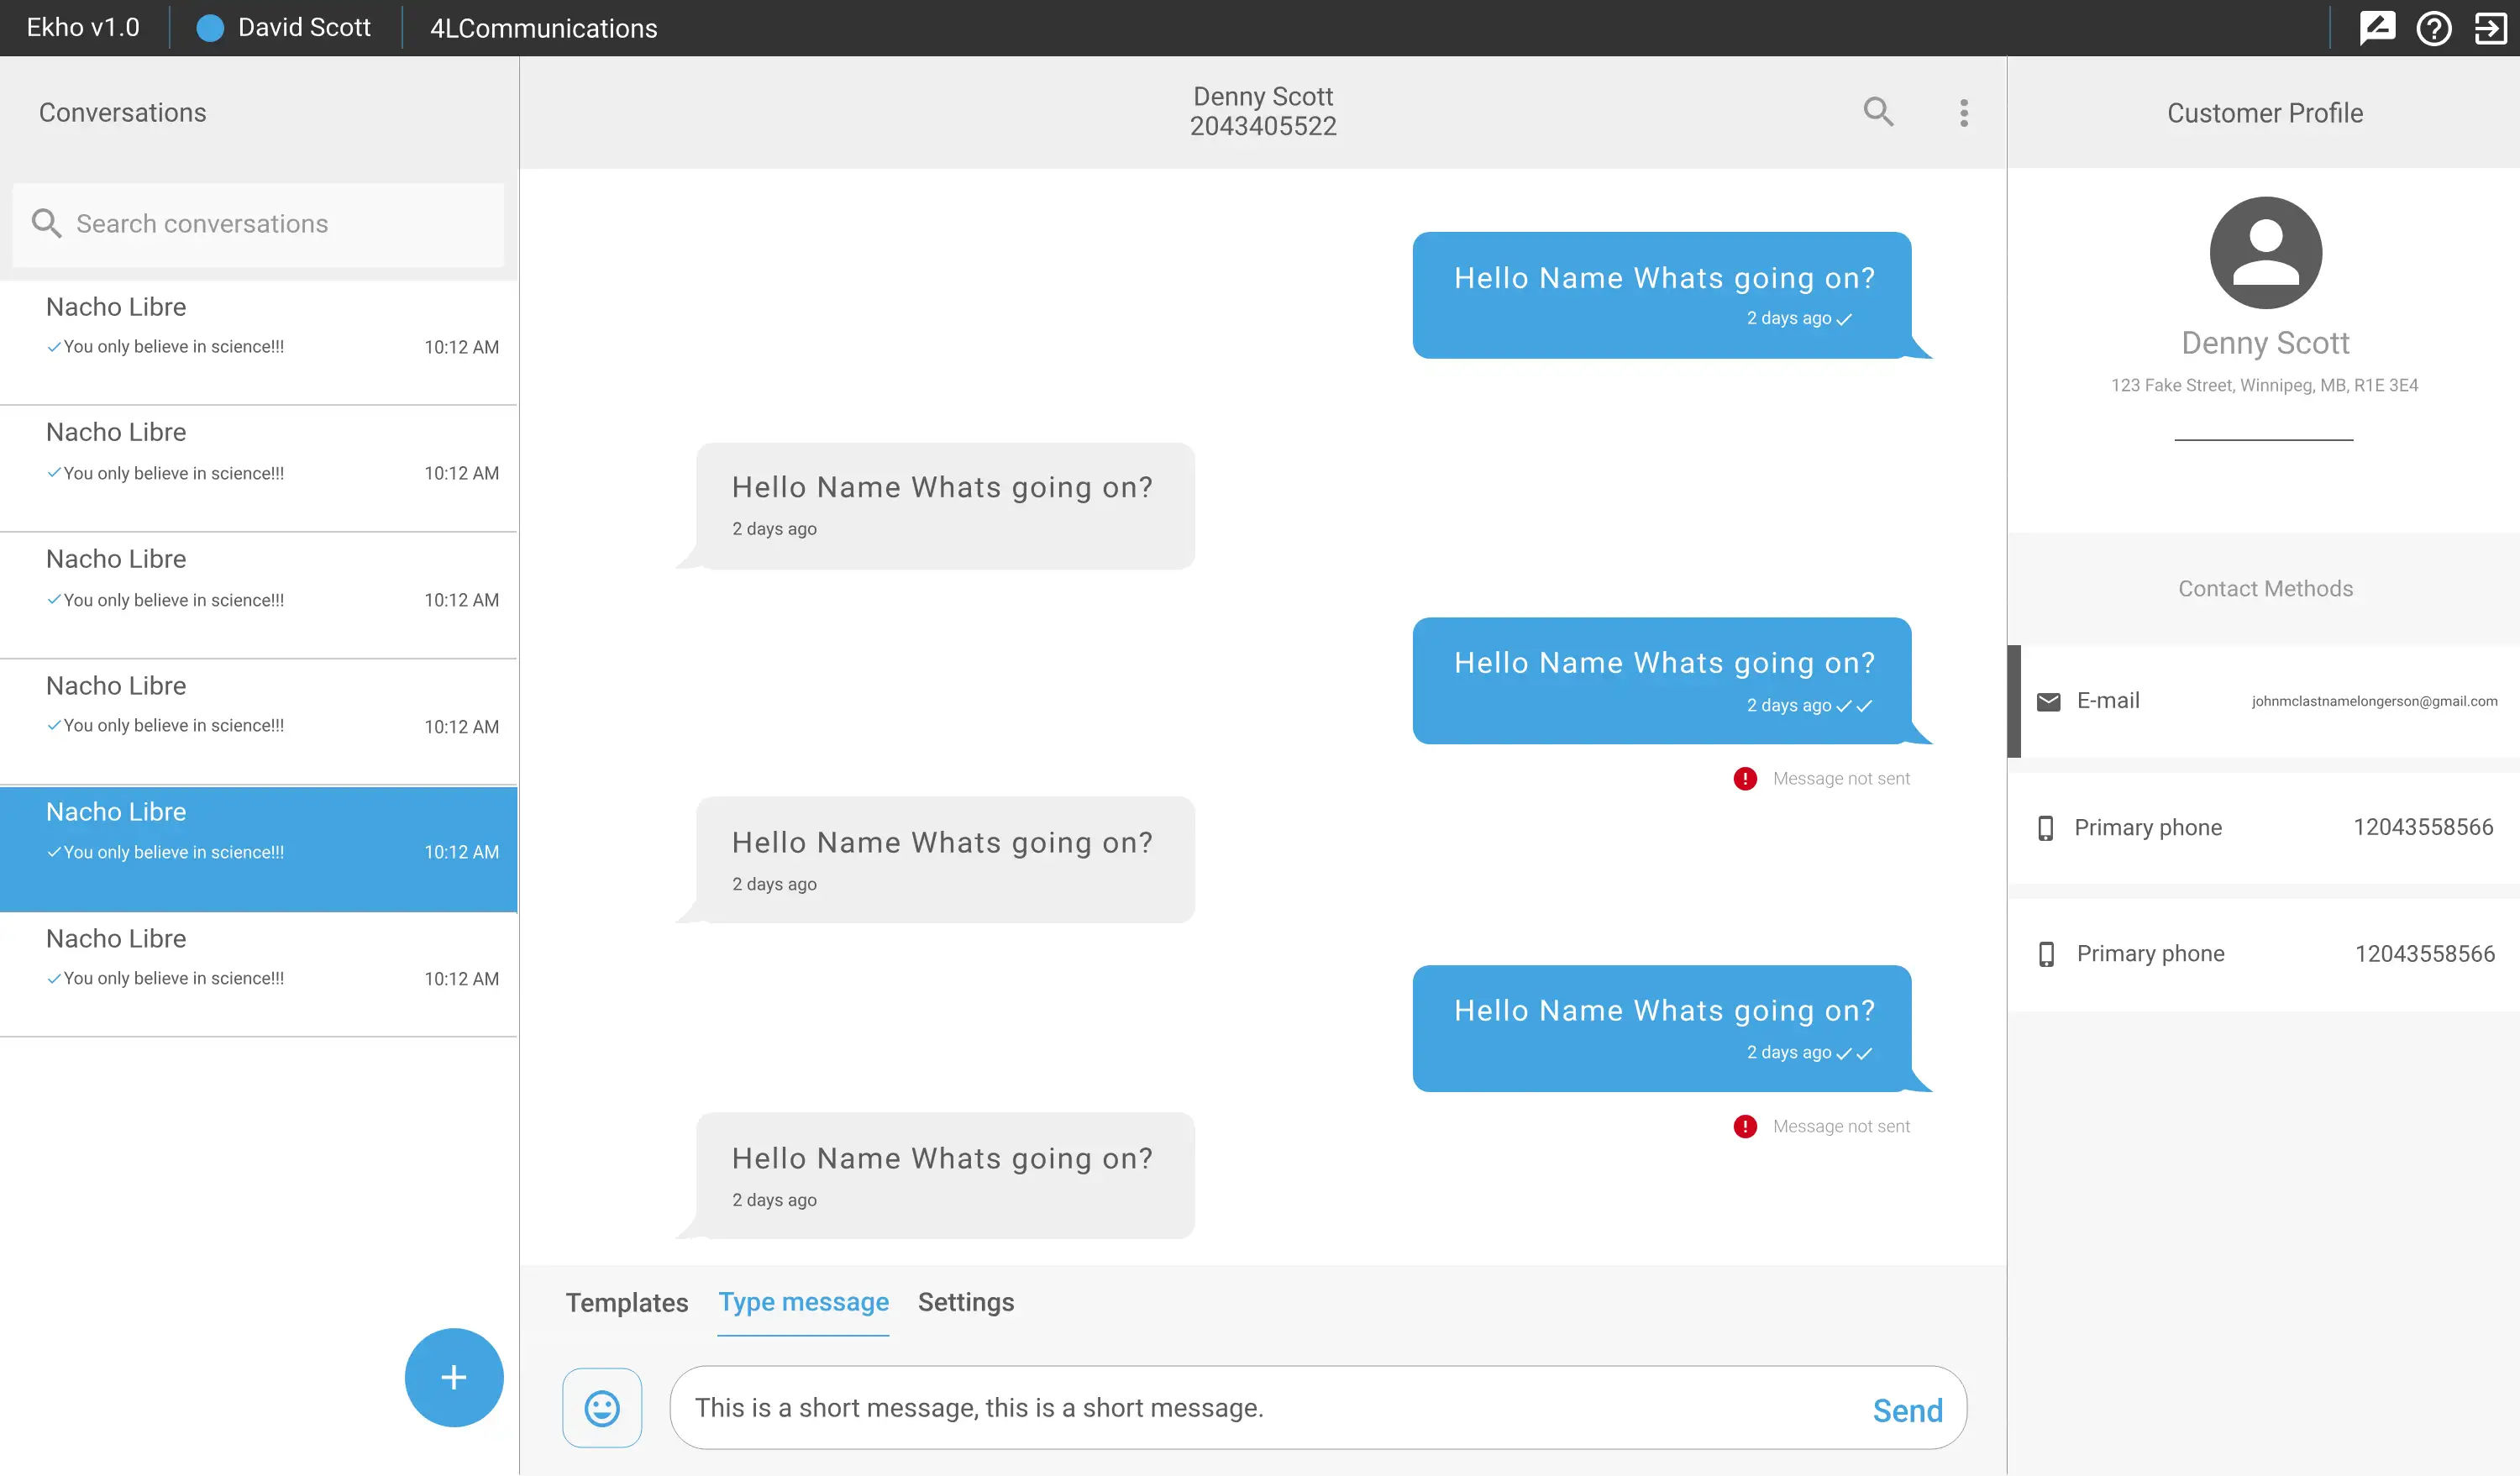 Ekho v1.0
David Scott
4LCommunications
Conversations
Search conversations
Nacho Libre
You only believe in science!!!
10:12 AM
Nacho Libre
You only believe in science!!!
10:12 AM
Nacho Libre
You only believe in science!!!
10:12 AM
Nacho Libre
You only believe in science!!!
10:12 AM
Nacho Libre
You only believe in science!!!
10:12 AM
Nacho Libre
You only believe in science!!!
10:12 AM
Denny Scott
2043405522
Hello Name Whats going on?
2 days ago
Hello Name Whats going on?
2 days ago
Hello Name Whats going on?
2 days ago
Message not sent
Hello Name Whats going on?
2 days ago
Hello Name Whats going on?
2 days ago
Message not sent
Hello Name Whats going on?
2 days ago
Templates
Type message
Settings
This is a short message, this is a short message.
Send
Customer Profile
Denny Scott
123 Fake Street, Winnipeg, MB, R1E 3E4
Contact Methods
E-mail
johnmclastnamelongerson@gmail.com
Primary phone
12043558566
Primary phone
12043558566